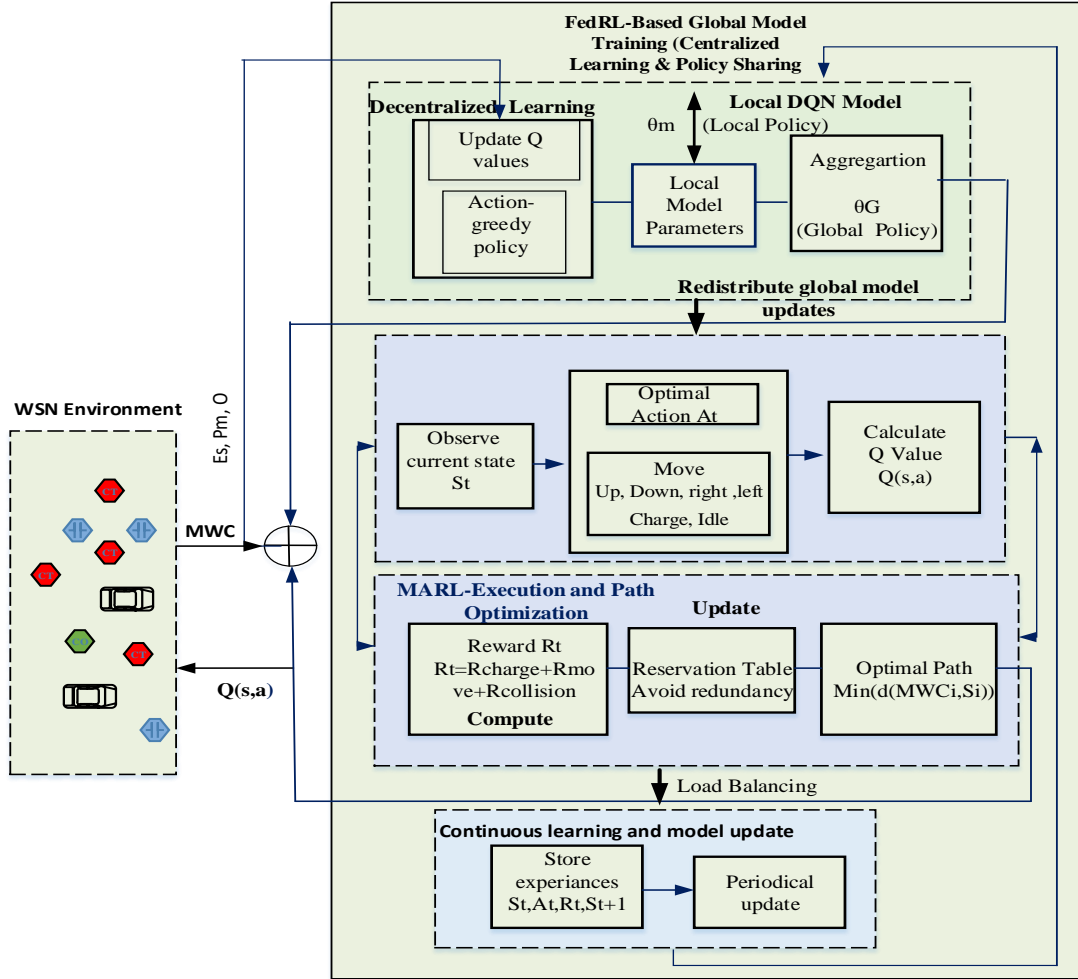 FedRL-Based Global Model
Training (Centralized
Learning & Policy Sharing
Decentralized Learning
Local DQN Model
θm
(Local Policy)
Update Q
values
Action-
greedy
policy
Local
Model
Parameters
Aggregartion
θG
(Global Policy)
Redistribute global model
updates
Es, Pm, O
WSN Environment
MWC
Q(s,a)
CT
CT
CT
CT
Observe
current state
St
Optimal
Action At
Move
Up, Down, right ,left
Charge, Idle
Calculate
Q Value
Q(s,a)
MARL-Execution and Path
Optimization
Update
Reward Rt
Rt=Rcharge+Rmo
ve+Rcollision
Compute
Reservation Table
Avoid redundancy
Optimal Path
Min(d(MWCi,Si))
Load Balancing
Continuous learning and model update
Store
experiances
St,At,Rt,St+1
Periodical
update